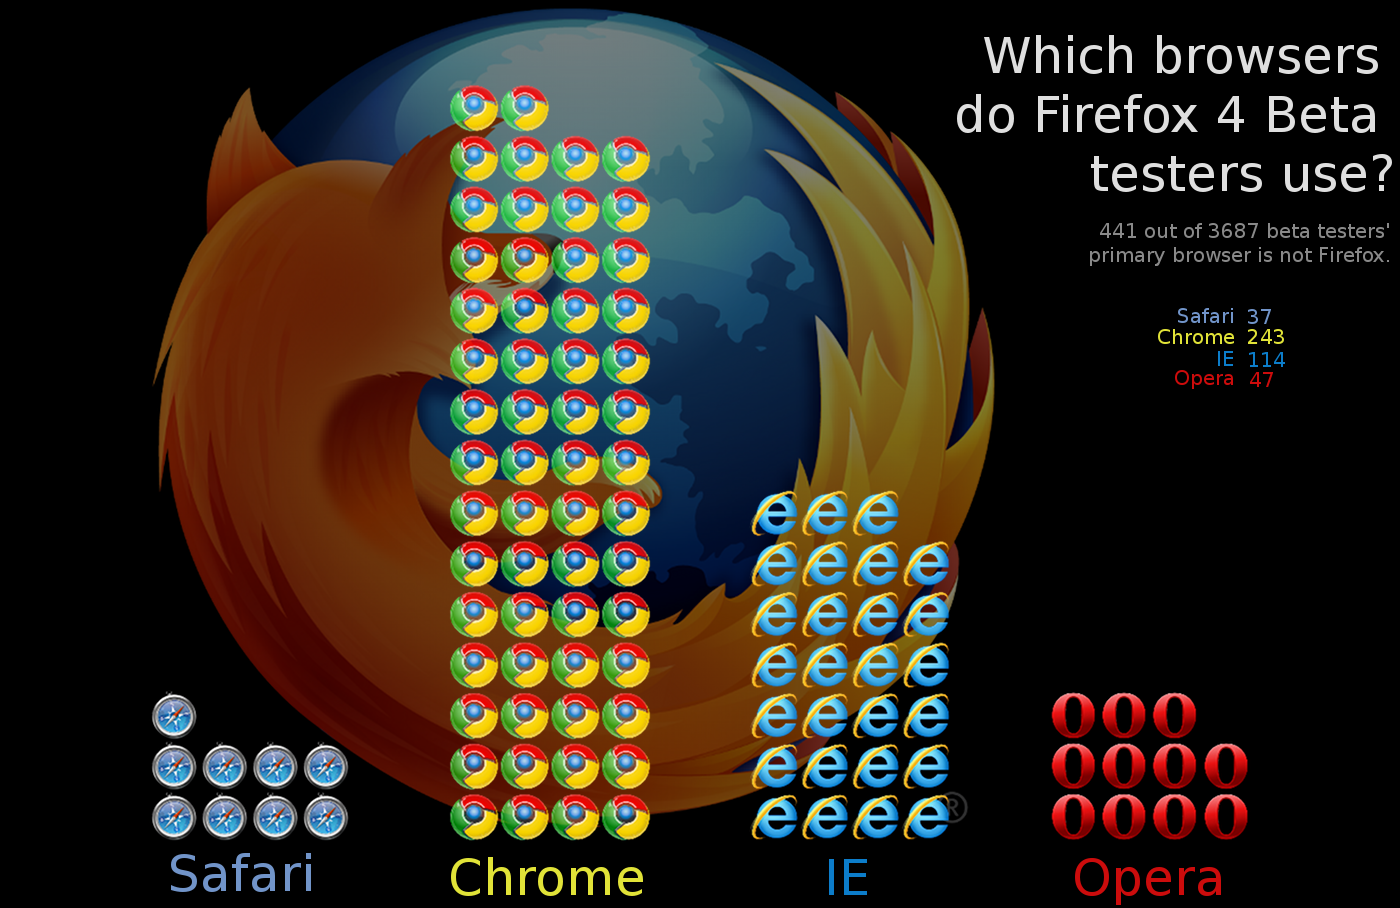 Which browsers
do Firefox 4 Beta
testers use?
441 out of 3687 beta testers'
primary browser is not Firefox.
Safari 37
Chrome 243
IE 114
Opera 47
®
Safari
Chrome
IE
Opera